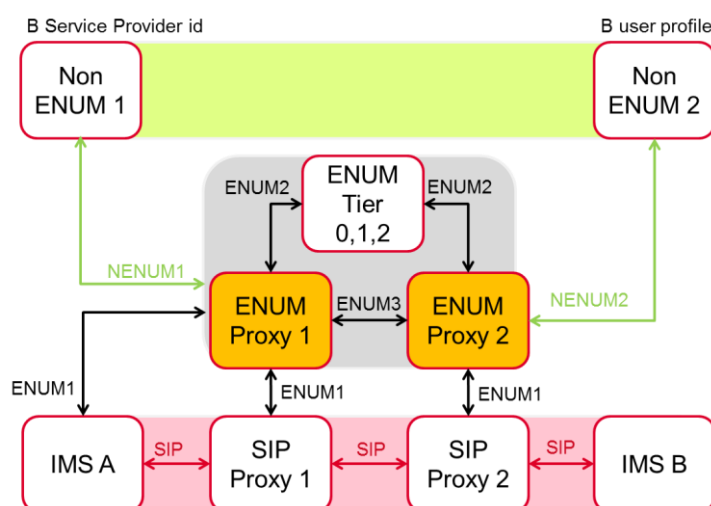 B Service Provider id
B user profile
Non
ENUM 1
Non
ENUM 2
ENUM2
ENUM
Tier
0,1,2
ENUM2
NENUM1
ENUM
Proxy 1
ENUM3
ENUM
Proxy 2
NENUM2
ENUM1
ENUM1
ENUM1
IMS A
SIP
SIP
Proxy 1
SIP
SIP
Proxy 2
SIP
IMS B